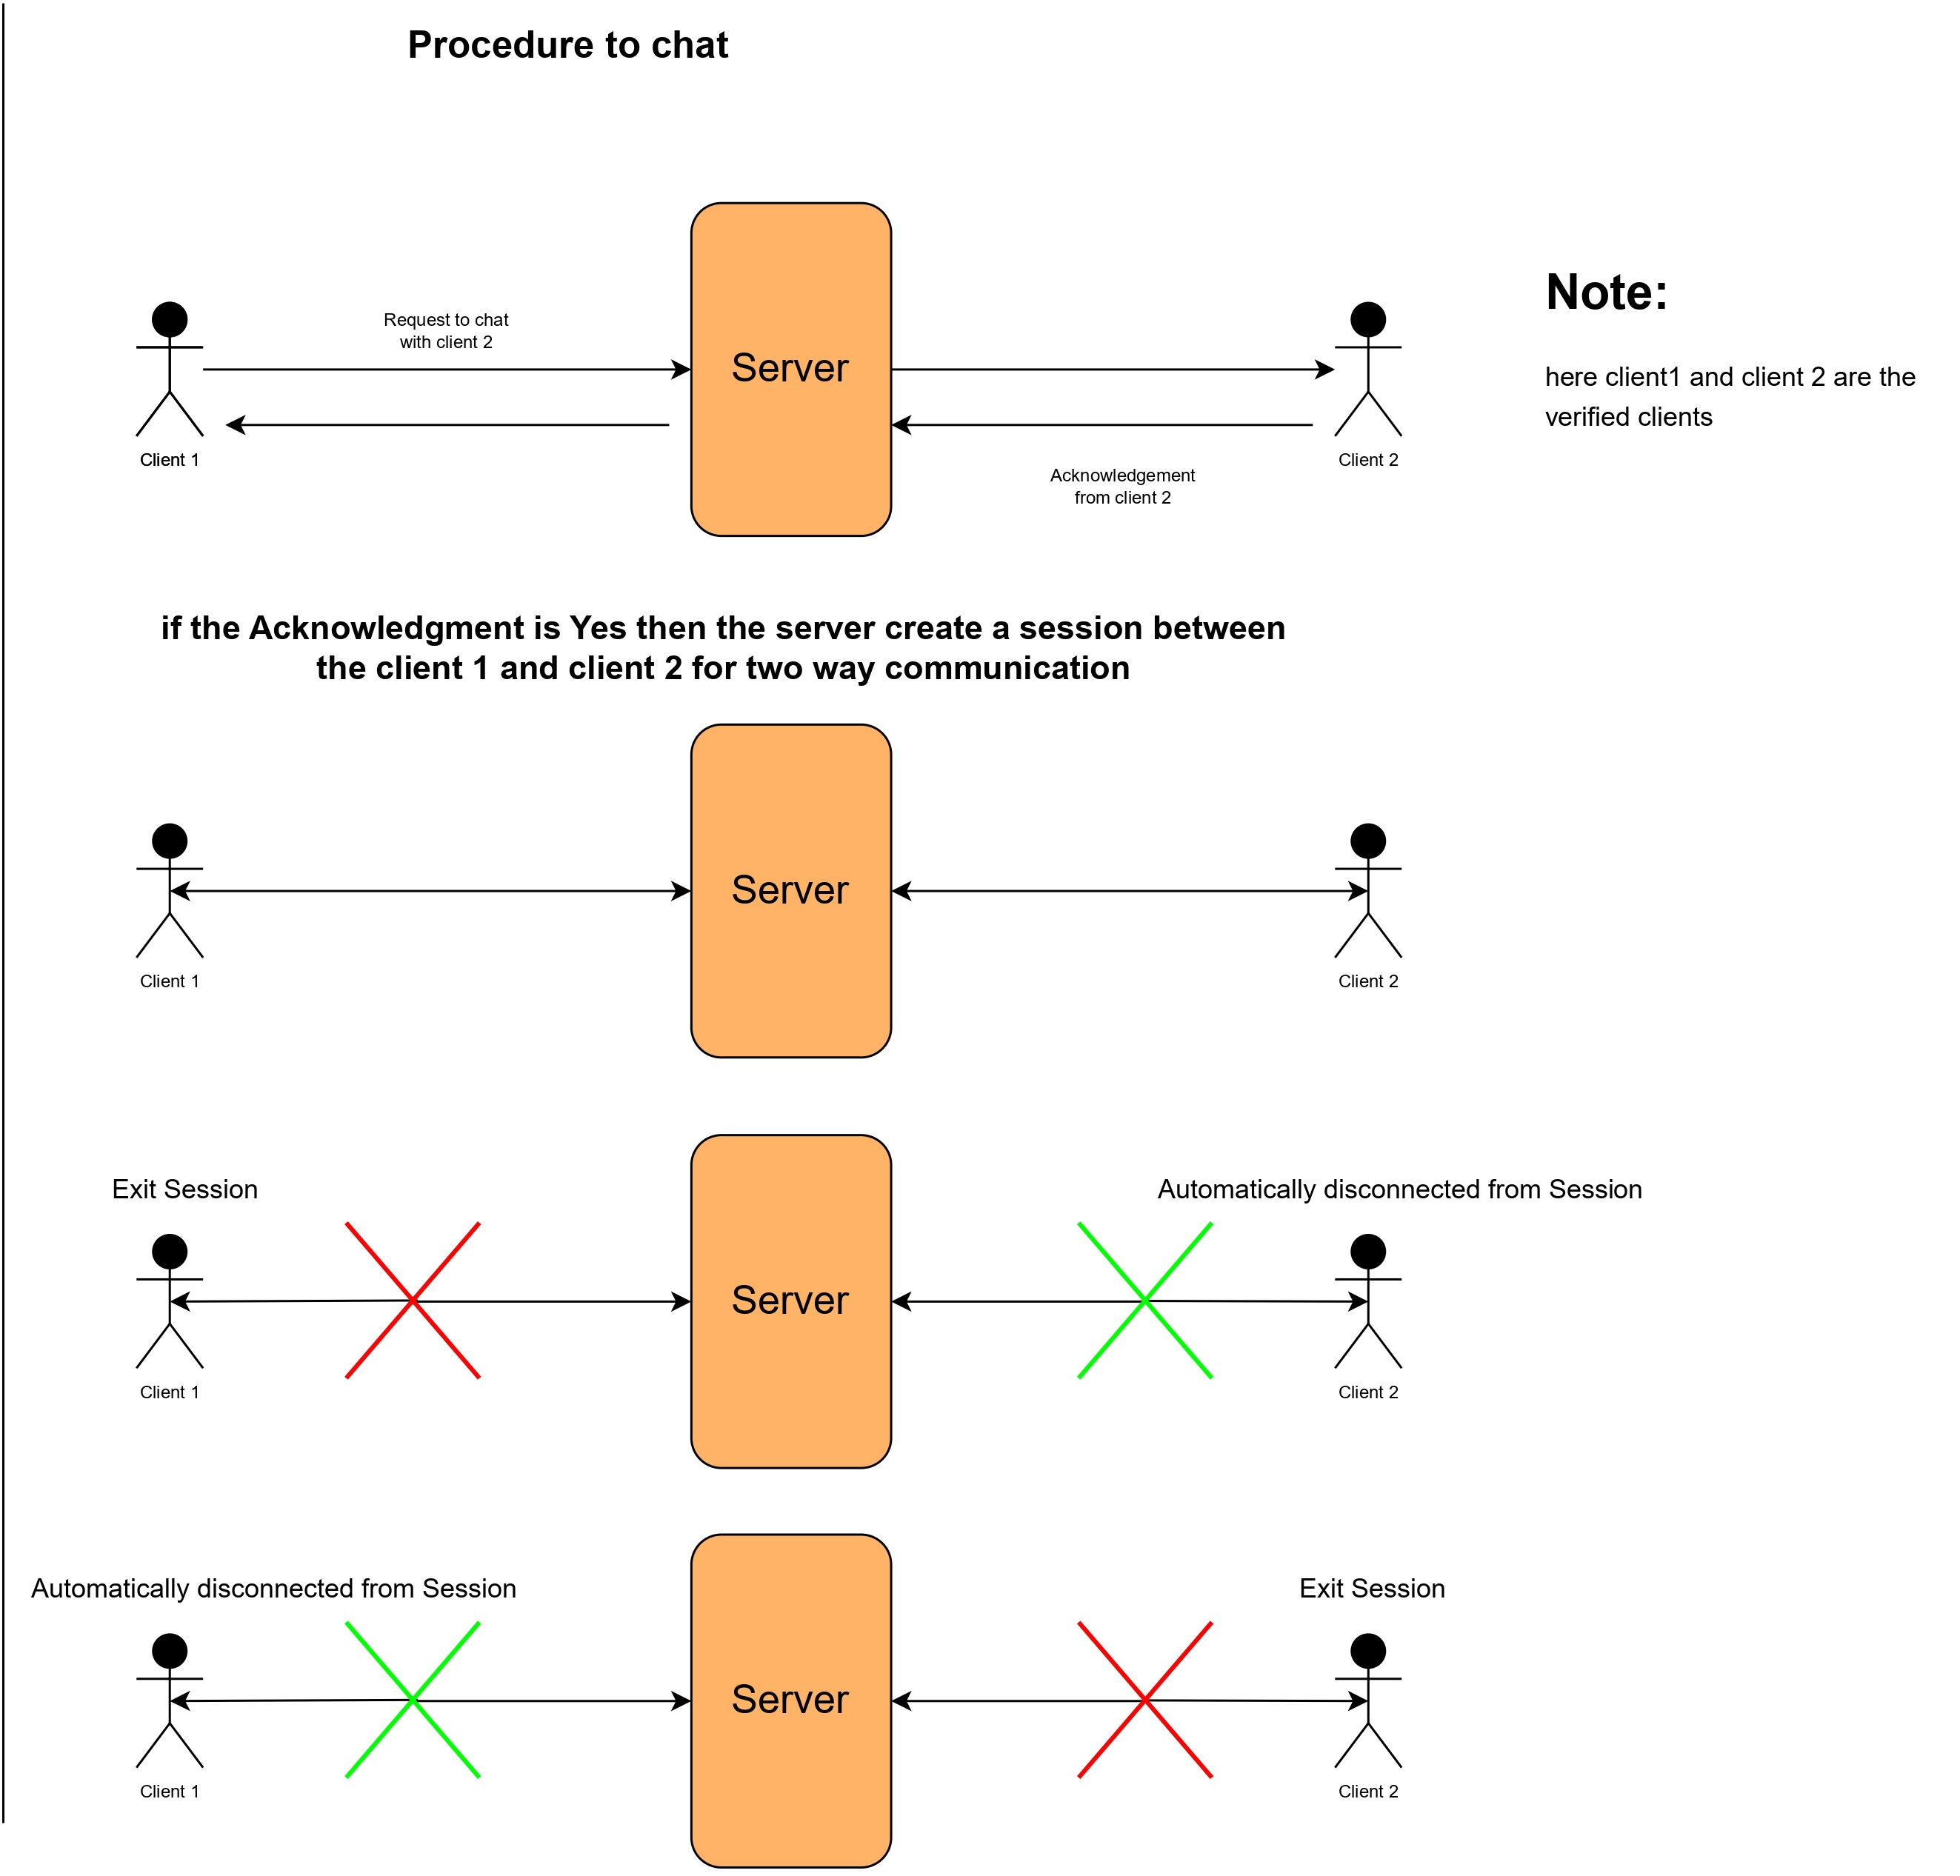 Procedure to chat
Request to chat
with client 2
Server
Client 1
Client 2
Acknowledgement
from client 2
Note:
here client1 and client 2 are the
verified clients
if the Acknowledgment is Yes then the server create a session between
the client 1 and client 2 for two way communication
Server
Client 1
Client 2
Exit Session
Automatically disconnected from Session
Server
Client 1
Client 2
Automatically disconnected from Session
Exit Session
Server
Client 1
Client 2